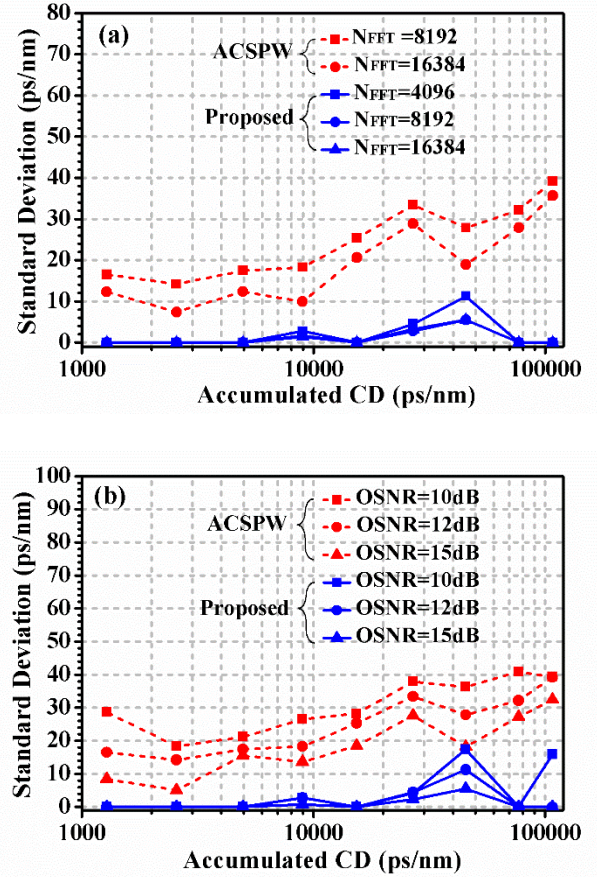 (a)
ACSPW
NFFT =8192
NFFT=16384
Proposed
NFFT=4096
NFFT=8192
NFFT=16384
Standard Deviation (ps/nm)
80
70
60
50
40
30
20
10
0
1000
10000
100000
Accumulated CD (ps/nm)
(b)
ACSPW
OSNR=10dB
OSNR=12dB
OSNR=15dB
Proposed
OSNR=10dB
OSNR=12dB
OSNR=15dB
Standard Deviation (ps/nm)
100
90
80
70
60
50
40
30
20
10
0
1000
10000
100000
Accumulated CD (ps/nm)